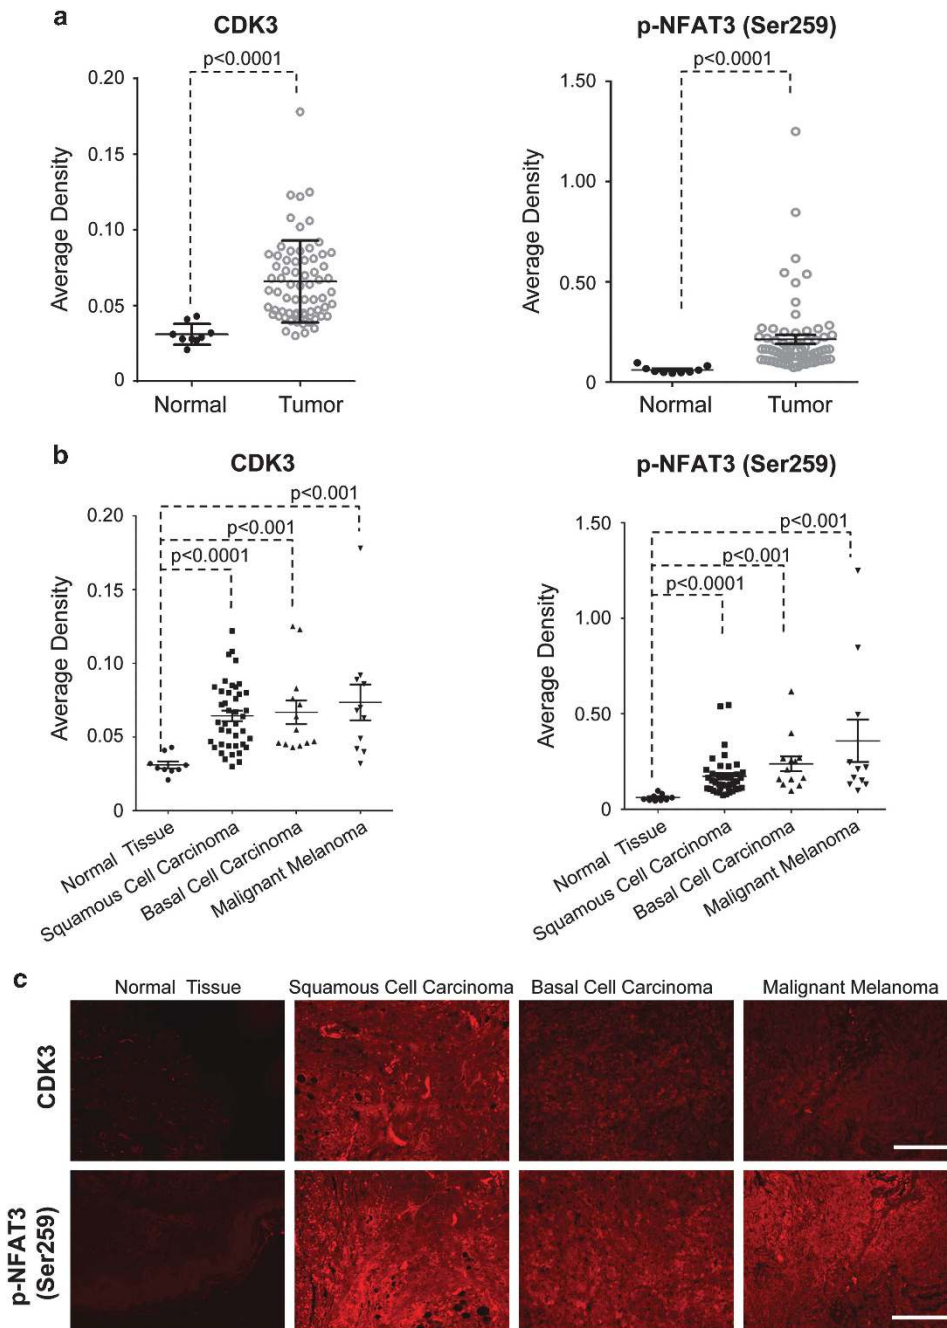 a
CDK3
p-NFAT3 (Ser259)
p<0.0001
p<0.0001
0.20
0.15
0.10
0.05
0
Average Density
Normal
Tumor
1.50
1.00
0.50
0
Average Density
Normal
Tumor
b
CDK3
p-NFAT3 (Ser259)
0.20
0.15
0.10
0.05
0
Average Density
p<0.001
p<0.001
p<0.0001
Normal Tissue
Squamous Cell Carcinoma
Basal Cell Carcinoma
Malignant Melanoma
1.50
1.00
0.50
0
Average Density
p<0.001
p<0.001
p<0.0001
Normal Tissue
Squamous Cell Carcinoma
Basal Cell Carcinoma
Malignant Melanoma
c
Normal Tissue
Squamous Cell Carcinoma
Basal Cell Carcinoma
Malignant Melanoma
CDK3
p-NFAT3
(Ser259)